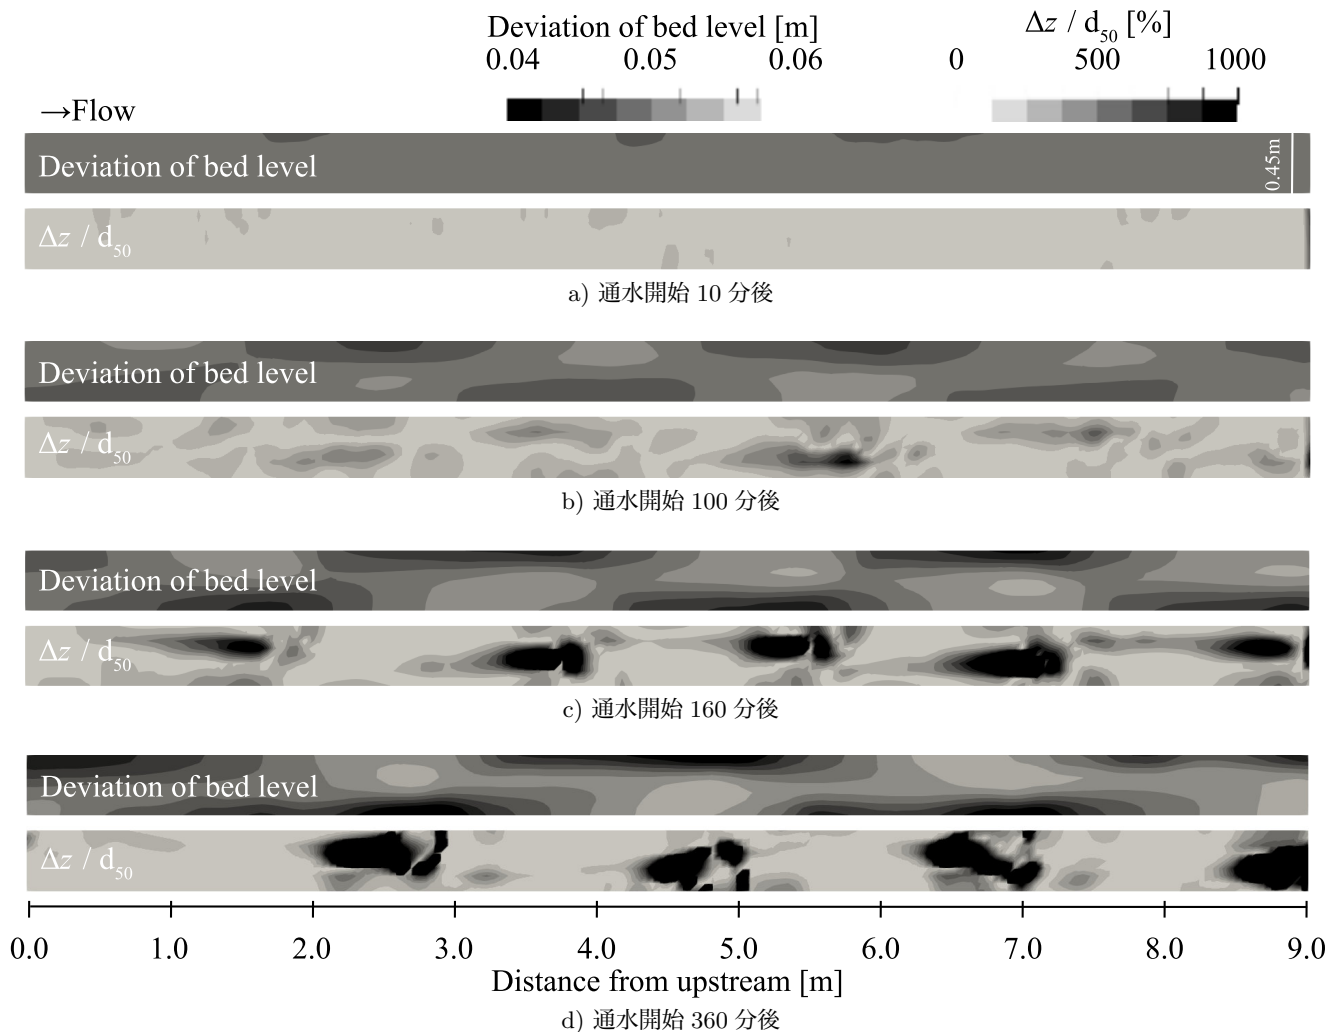 Deviation of bed level [m]
0.04 0.05 0.06
Δz / d50 [%]
0 500 1000
→Flow
Deviation of bed level
0.45m
Δz / d50
a) 通水開始 10 分後
Deviation of bed level
Δz / d50
b) 通水開始 100 分後
Deviation of bed level
Δz / d50
c) 通水開始 160 分後
Deviation of bed level
Δz / d50
0.0 1.0 2.0 3.0 4.0 5.0 6.0 7.0 8.0 9.0
Distance from upstream [m]
d) 通水開始 360 分後